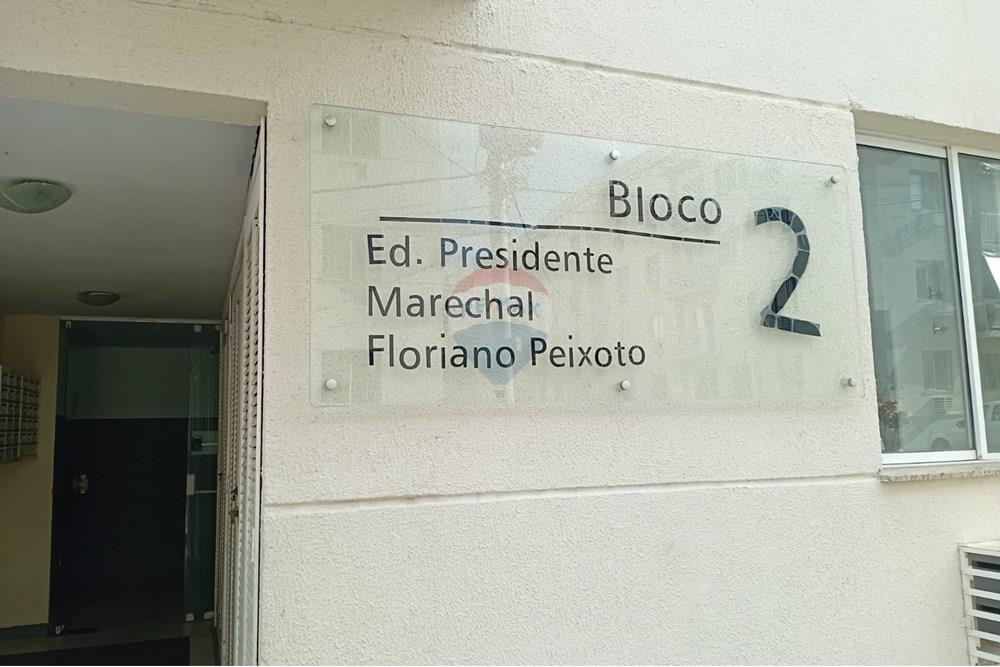 Bloco
2
Ed. Presidente
Marechal
Floriano Peixoto